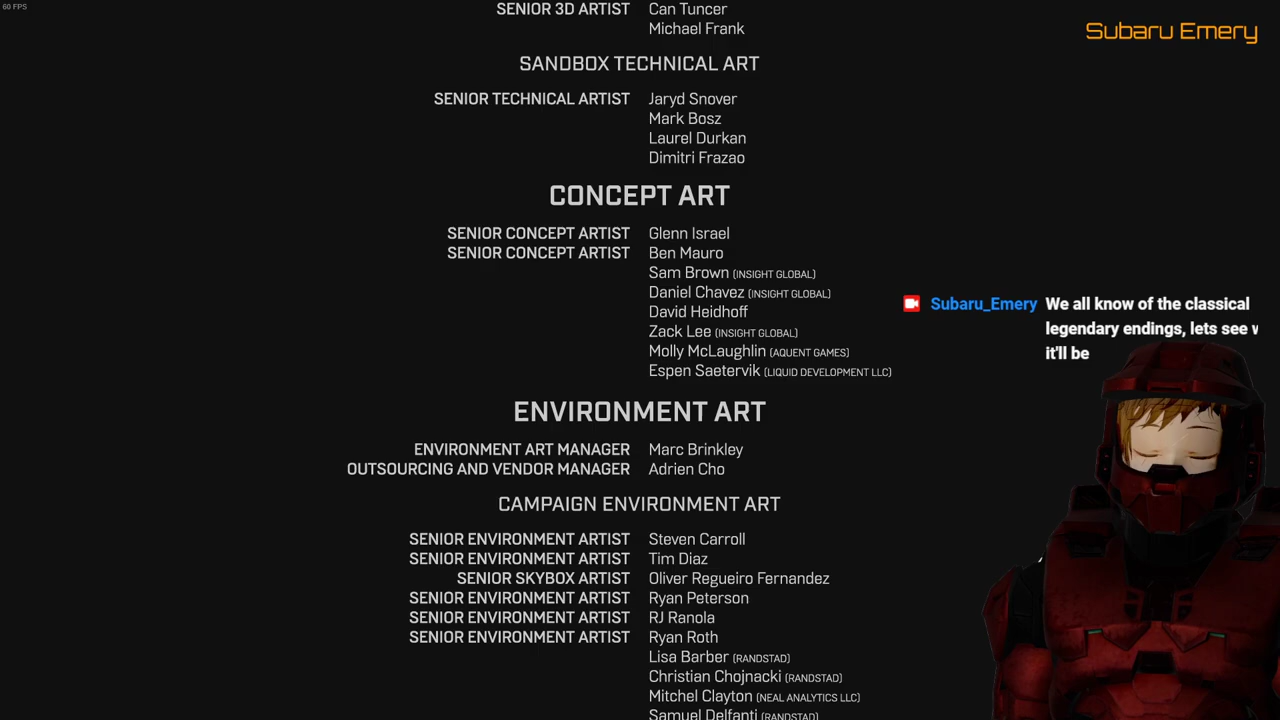 60 FPS
SENIOR 3D ARTIST Can Tuncer
Michael Frank
Subaru Emery
SANDBOX TECHNICAL ART
SENIOR TECHNICAL ARTIST Jaryd Snover
Mark Bosz
Laurel Durkan
Dimitri Frazao
CONCEPT ART
SENIOR CONCEPT ARTIST Glenn Israel
SENIOR CONCEPT ARTIST Ben Mauro
Sam Brown (INSIGHT GLOBAL)
Daniel Chavez (INSIGHT GLOBAL)
David Heidhoff
Zack Lee (INSIGHT GLOBAL)
Molly McLaughlin (AQUENT GAMES)
Espen Saetervik (LIQUID DEVELOPMENT LLC)
Subaru_Emery We all know of the classical
legendary endings, lets see
it'll be
ENVIRONMENT ART
ENVIRONMENT ART MANAGER Marc Brinkley
OUTSOURCING AND VENDOR MANAGER Adrien Cho
CAMPAIGN ENVIRONMENT ART
SENIOR ENVIRONMENT ARTIST Steven Carroll
SENIOR ENVIRONMENT ARTIST Tim Diaz
SENIOR SKYBOX ARTIST Oliver Regueiro Fernandez
SENIOR ENVIRONMENT ARTIST Ryan Peterson
SENIOR ENVIRONMENT ARTIST RJ Ranola
SENIOR ENVIRONMENT ARTIST Ryan Roth
Lisa Barber (RANDSTAD)
Christian Chojnacki (RANDSTAD)
Mitchel Clayton (NEAL ANALYTICS LLC)
Samuel Delfanti (RANDSTAD)